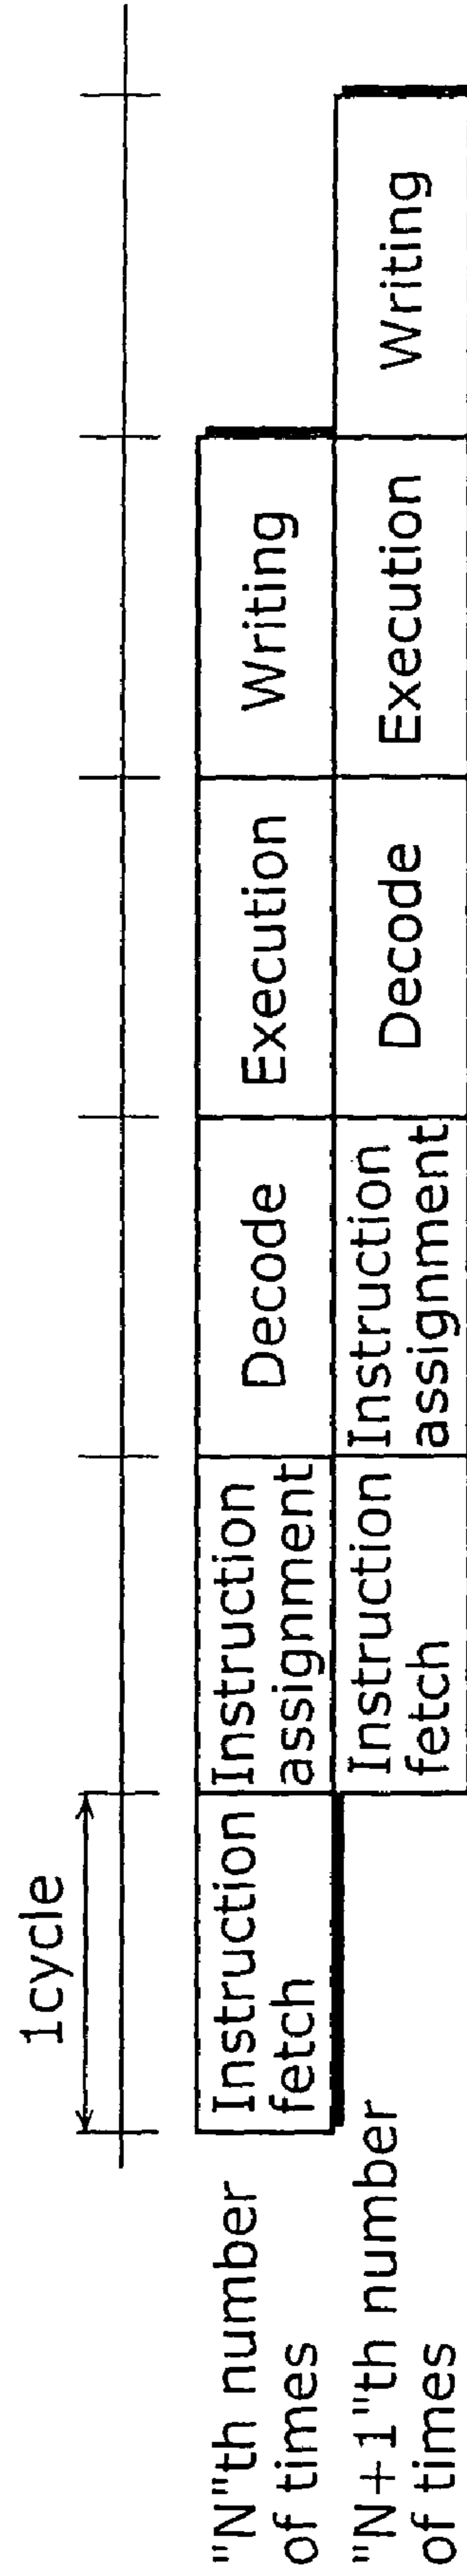 1cycle
"N"th number
of times
Instruction
fetch
Instruction
assignment
Decode
Execution
Writing
"N+1"th number
of times
Instruction
fetch
Instruction
assignment
Decode
Execution
Writing